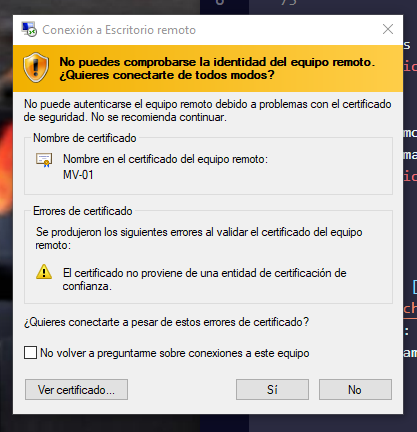 75
Conexión a Escritorio remoto
No puedes comprobarse la identidad del equipo remoto.
¿Quieres conectarte de todos modos?
No puede autenticarse el equipo remoto debido a problemas con el certificado
de seguridad. No se recomienda continuar.
Nombre de certificado
Nombre en el certificado del equipo remoto:
MV-01
Errores de certificado
Se produjeron los siguientes errores al validar el certificado del equipo
remoto:
El certificado no proviene de una entidad de certificación de
confianza.
¿Quieres conectarte a pesar de estos errores de certificado?
No volver a preguntarme sobre conexiones a este equipo
Ver certificado...
Sí
No